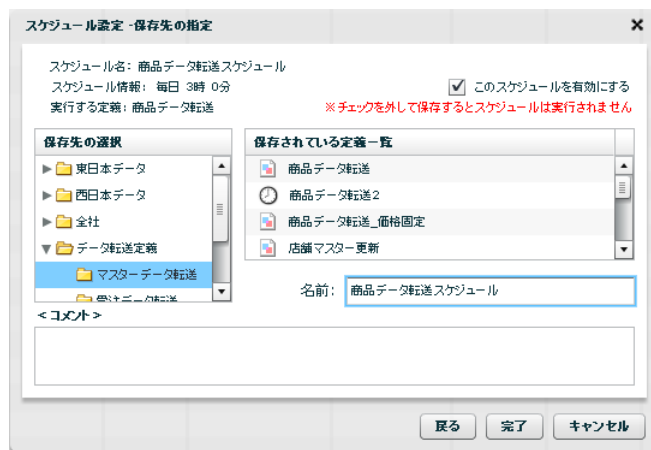 スケジュール設定 -保存先の指定
スケジュール名: 商品データ転送スケジュール
スケジュール情報: 毎日 3時 0分
このスケジュールを有効にする
実行する定義: 商品データ転送
※チェックを外して保存するとスケジュールは実行されません
保存先の選択
東日本データ
西日本データ
全社
データ転送定義
マスターデータ転送
受注データ転送
保存されている定義一覧
商品データ転送
商品データ転送2
商品データ転送_価格固定
店舗マスター更新
名前: 商品データ転送スケジュール
<コメント>
戻る 完了 キャンセル